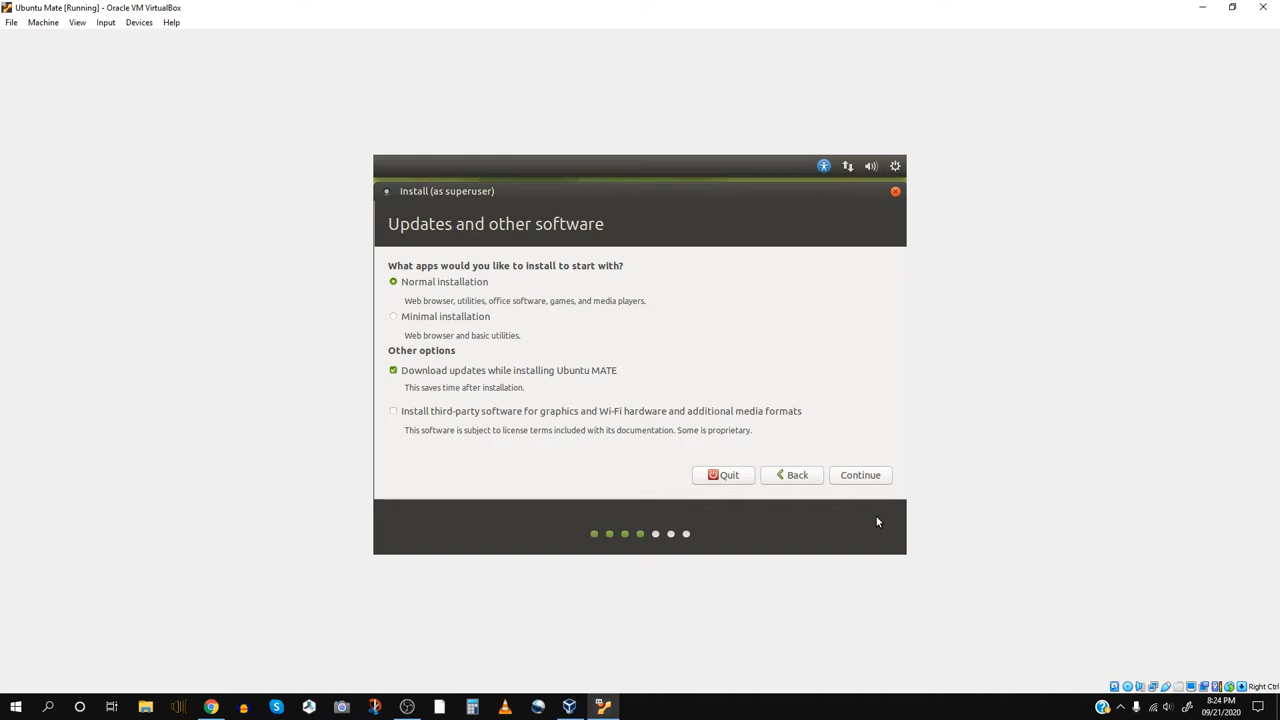 Ubuntu Mate [Running] - Oracle VM VirtualBox
File Machine View Input Devices Help
Install (as superuser)
Updates and other software
What apps would you like to install to start with?
Normal installation
Web browser, utilities, office software, games, and media players.
Minimal installation
Web browser and basic utilities.
Other options
Download updates while installing Ubuntu MATE
This saves time after installation.
Install third-party software for graphics and Wi-Fi hardware and additional media formats
This software is subject to license terms included with its documentation. Some is proprietary.
Quit Back Continue
Right Ctrl
8:24 PM
09/21/2020